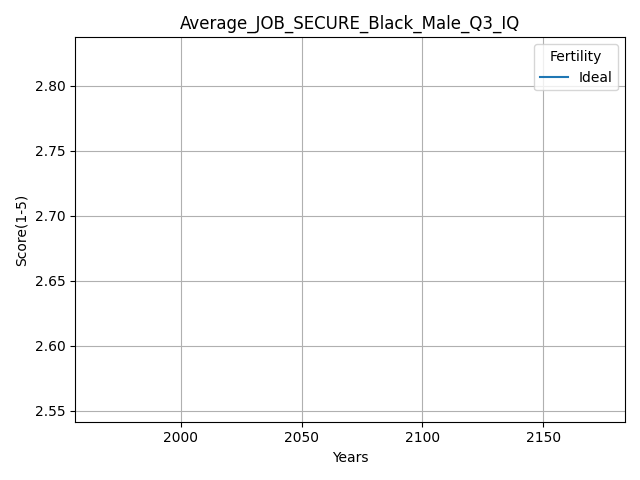 Average_JOB_SECURE_Black_Male_Q3_IQ
Fertility
Ideal
2.80
2.75
2.70
2.65
2.60
2.55
Score(1-5)
2000 2050 2100 2150
Years